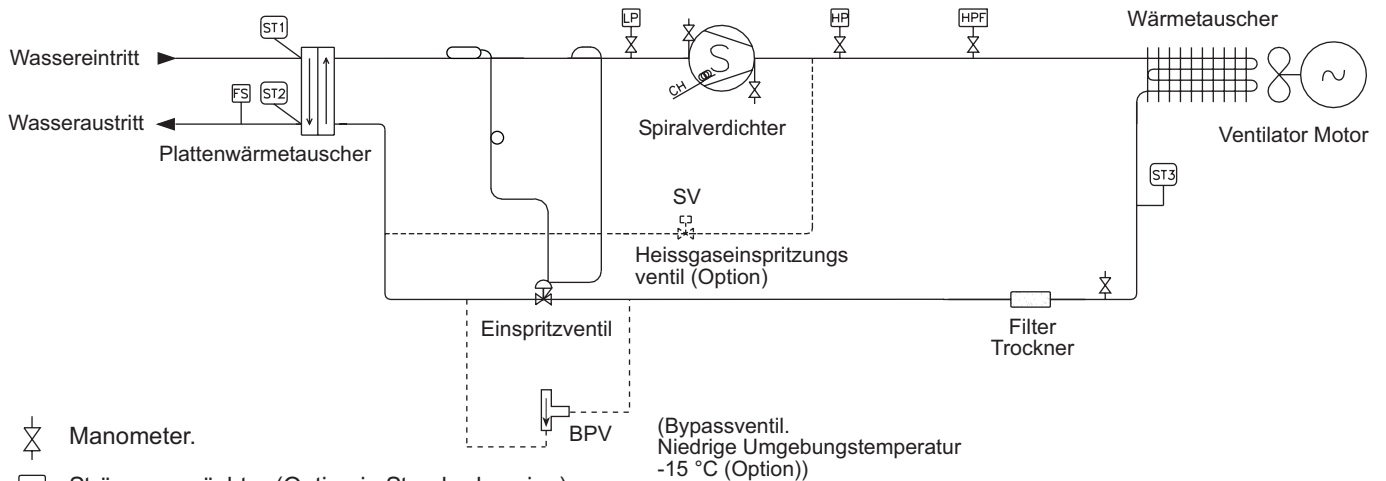 ST1
LP
HP
HPF
Wärmetauscher
Wassereintritt
S
CH
~
FS
ST2
Wasseraustritt
Spiralverdichter
Ventilator Motor
Plattenwärmetauscher
ST3
SV
Heissgaseinspritzungs
ventil (Option)
Einspritzventil
Filter
Trockner
BPV
(Bypassventil.
Niedrige Umgebungstemperatur
-15 °C (Option))
Manometer.